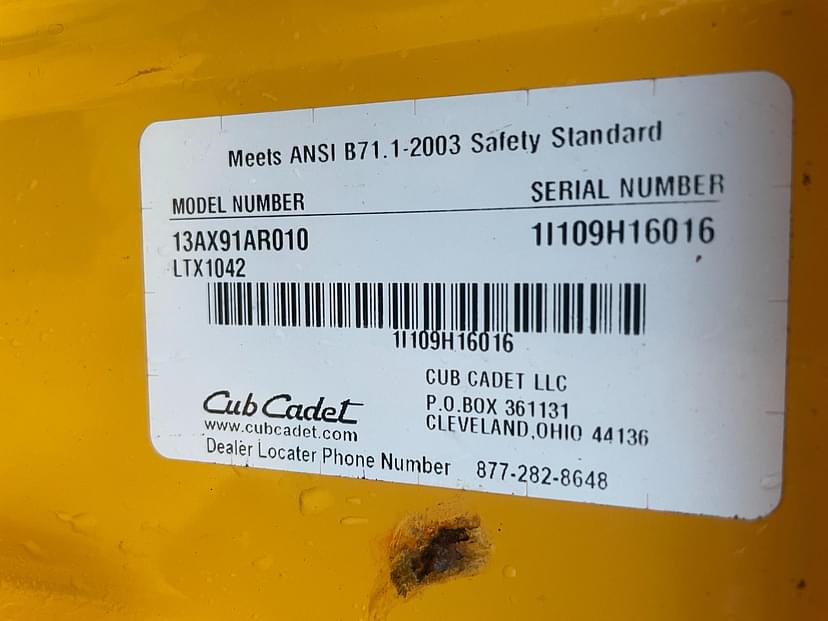 Meets ANSI B71.1-2003 Safety Standard
MODEL NUMBER SERIAL NUMBER
13AX91AR010 1I109H16016
LTX1042
1I109H16016
CUB CADET LLC
P.O.BOX 361131
CLEVELAND,OHIO 44136
Cub Cadet
www.cubcadet.com
Dealer Locater Phone Number 877-282-8648